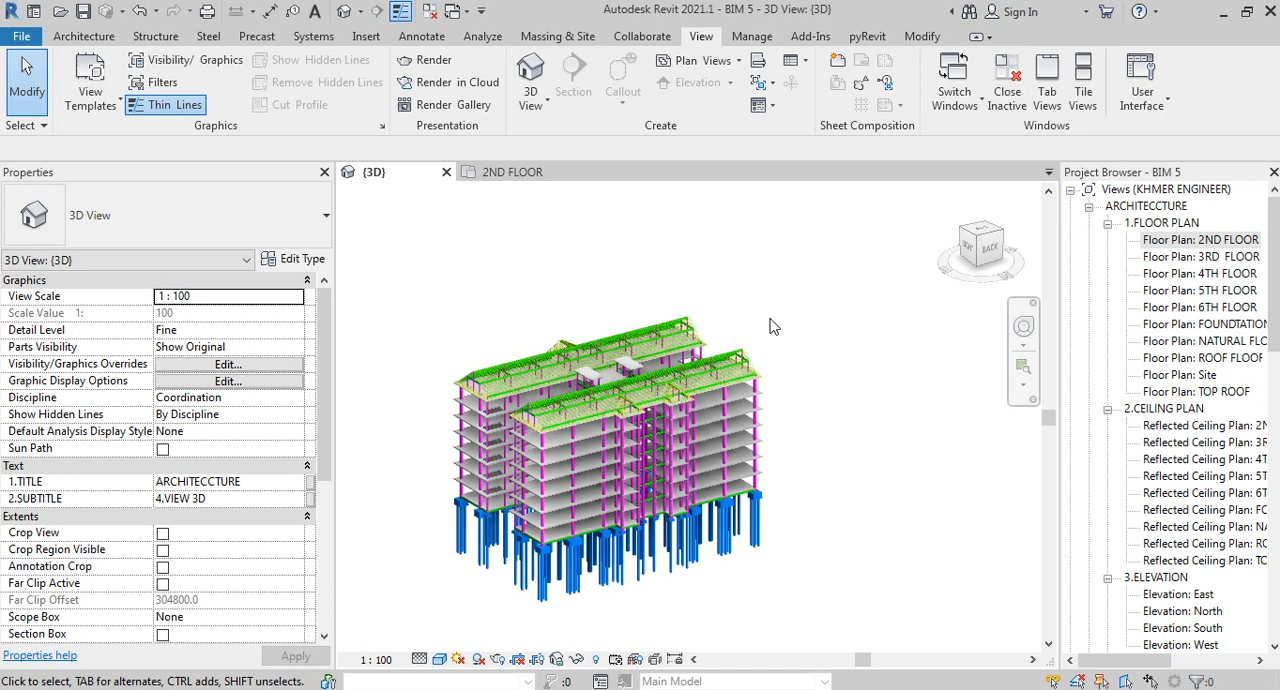 Autodesk Revit 2021.1 - BIM 5 - 3D View: {3D}
Sign In
File Architecture Structure Steel Precast Systems Insert Annotate Analyze Massing & Site Collaborate View Manage Add-Ins pyRevit Modify
Modify
Select
View
Templates
Visibility/ Graphics
Filters
Thin Lines
Show Hidden Lines
Remove Hidden Lines
Cut Profile
Graphics
Render
Render in Cloud
Render Gallery
Presentation
3D
View
Section
Callout
Plan Views
Elevation
Create
Sheet Composition
Switch
Windows
Close
Inactive
Tab
Views
Tile
Views
Windows
User
Interface
Properties
3D View
3D View: {3D}
Edit Type
Graphics
View Scale 1 : 100
Scale Value 1: 100
Detail Level Fine
Parts Visibility Show Original
Visibility/Graphics Overrides Edit...
Graphic Display Options Edit...
Discipline Coordination
Show Hidden Lines By Discipline
Default Analysis Display Style None
Sun Path
Text
1.TITLE ARCHITECCTURE
2.SUBTITLE 4.VIEW 3D
Extents
Crop View
Crop Region Visible
Annotation Crop
Far Clip Active
Far Clip Offset 304800.0
Scope Box None
Section Box
Properties help
Apply
{3D}
2ND FLOOR
BACK
1 : 100
Project Browser - BIM 5
Views (KHMER ENGINEER)
ARCHITECCTURE
1.FLOOR PLAN
Floor Plan: 2ND FLOOR
Floor Plan: 3RD FLOOR
Floor Plan: 4TH FLOOR
Floor Plan: 5TH FLOOR
Floor Plan: 6TH FLOOR
Floor Plan: FOUNDATION
Floor Plan: NATURAL FLO
Floor Plan: ROOF FLOOF
Floor Plan: Site
Floor Plan: TOP ROOF
2.CEILING PLAN
Reflected Ceiling Plan: 2N
Reflected Ceiling Plan: 3R
Reflected Ceiling Plan: 4T
Reflected Ceiling Plan: 5T
Reflected Ceiling Plan: 6T
Reflected Ceiling Plan: FC
Reflected Ceiling Plan: NA
Reflected Ceiling Plan: RC
Reflected Ceiling Plan: TC
3.ELEVATION
Elevation: East
Elevation: North
Elevation: South
Elevation: West
Click to select, TAB for alternates, CTRL adds, SHIFT unselects.
:0
Main Model
:0